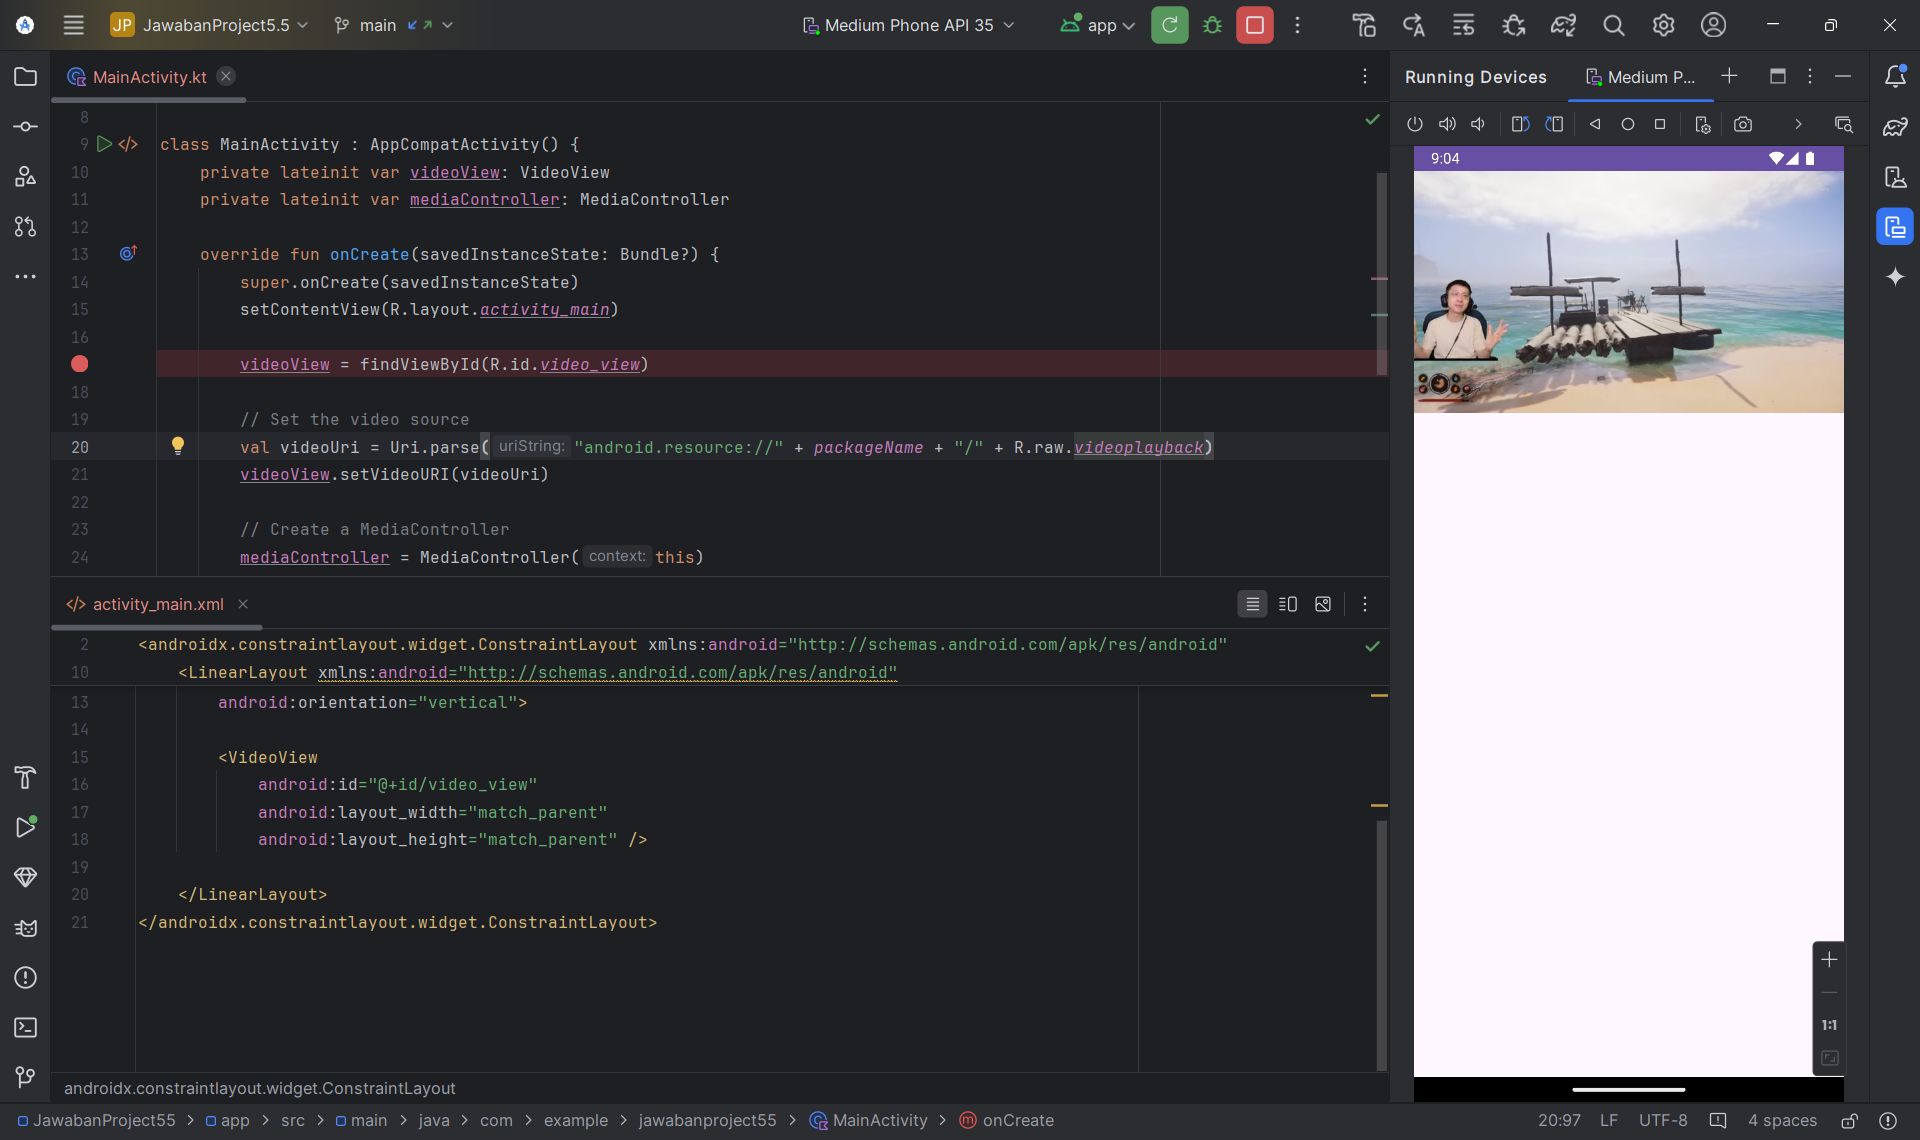 JP JawabanProject5.5 main Medium Phone API 35 app
MainActivity.kt
8
9 class MainActivity : AppCompatActivity() {
10 private lateinit var videoView: VideoView
11 private lateinit var mediaController: MediaController
12
13 override fun onCreate(savedInstanceState: Bundle?) {
14 super.onCreate(savedInstanceState)
15 setContentView(R.layout.activity_main)
16
videoView = findViewById(R.id.video_view)
18
19 // Set the video source
20 val videoUri = Uri.parse( uriString: "android.resource://" + packageName + "/" + R.raw.videoplayback)
21 videoView.setVideoURI(videoUri)
22
23 // Create a MediaController
24 mediaController = MediaController( context: this)
activity_main.xml
2 <androidx.constraintlayout.widget.ConstraintLayout xmlns:android="http://schemas.android.com/apk/res/android"
10 <LinearLayout xmlns:android="http://schemas.android.com/apk/res/android"
13 android:orientation="vertical">
14
15 <VideoView
16 android:id="@+id/video_view"
17 android:layout_width="match_parent"
18 android:layout_height="match_parent" />
19
20 </LinearLayout>
21 </androidx.constraintlayout.widget.ConstraintLayout>
androidx.constraintlayout.widget.ConstraintLayout
Running Devices Medium P...
9:04
1:1
JawabanProject55 > app > src > main > java > com > example > jawabanproject55 > MainActivity > m onCreate
20:97 LF UTF-8 4 spaces